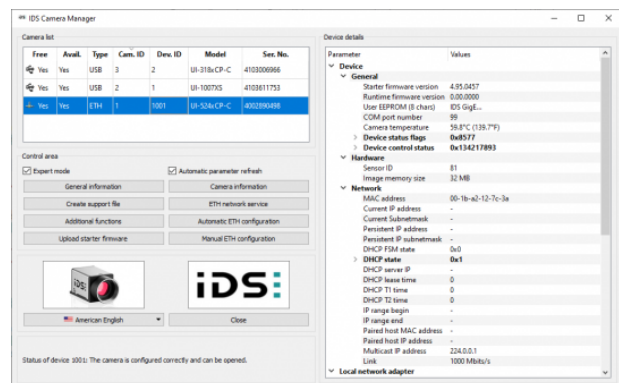 IDS Camera Manager
Camera list
Free Avail. Type Cam. ID Dev. ID Model Ser. No.
Yes Yes USB 3 2 UI-318xCP-C 4103006966
Yes Yes USB 2 1 UI-1007XS 4103611753
Yes Yes ETH 1 1001 UI-524xCP-C 4002890498
Control area
Expert mode
Automatic parameter refresh
General information
Camera information
Create support file
ETH network service
Additional functions
Automatic ETH configuration
Upload starter firmware
Manual ETH configuration
iDS:
American English
Close
Status of device 1001: The camera is configured correctly and can be opened.
Device details
Parameter Values
Device
General
Starter firmware version 4.95.0457
Runtime firmware version 0.00.0000
User EEPROM (8 chars) IDS GigE...
COM port number 99
Camera temperature 59.8°C (139.7°F)
Device status flags 0x8577
Device control status 0x134217893
Hardware
Sensor ID 81
Image memory size 32 MB
Network
MAC address 00-1b-a2-12-7c-3a
Current IP address -
Current Subnetmask -
Persistent IP address -
Persistent IP subnetmask -
DHCP FSM state 0x0
DHCP state 0x1
DHCP server IP -
DHCP lease time 0
DHCP T1 time 0
DHCP T2 time 0
IP range begin -
IP range end -
Paired host MAC address -
Paired host IP address -
Multicast IP address 224.0.0.1
Link 1000 Mbits/s
Local network adapter